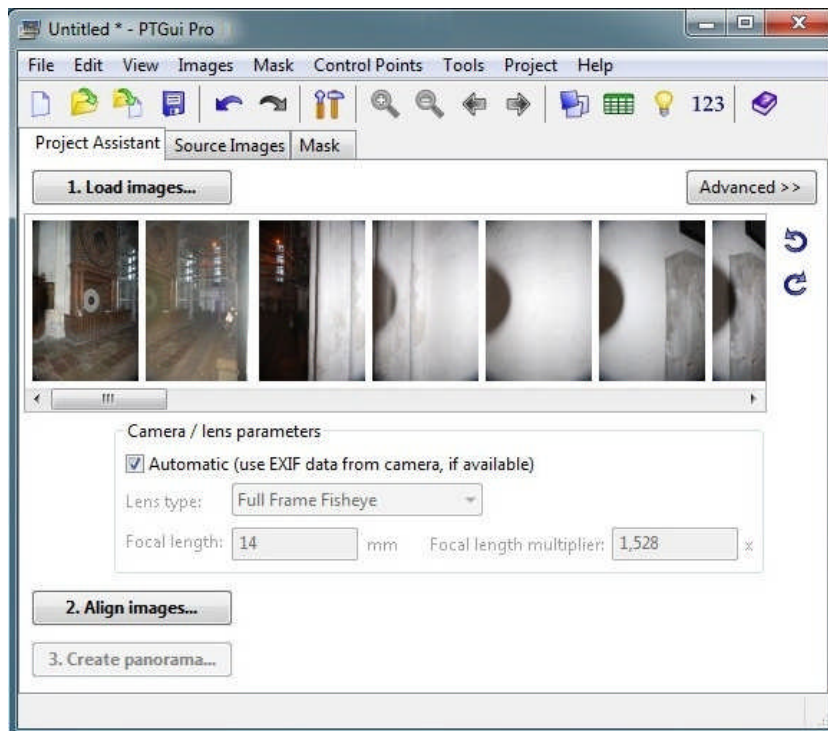 Untitled * - PTGui Pro
File Edit View Images Mask Control Points Tools Project Help
123
Project Assistant Source Images Mask
1. Load images... Advanced >>
Camera / lens parameters
Automatic (use EXIF data from camera, if available)
Lens type: Full Frame Fisheye
Focal length: 14 mm Focal length multiplier: 1,528 x
2. Align images...
3. Create panorama...